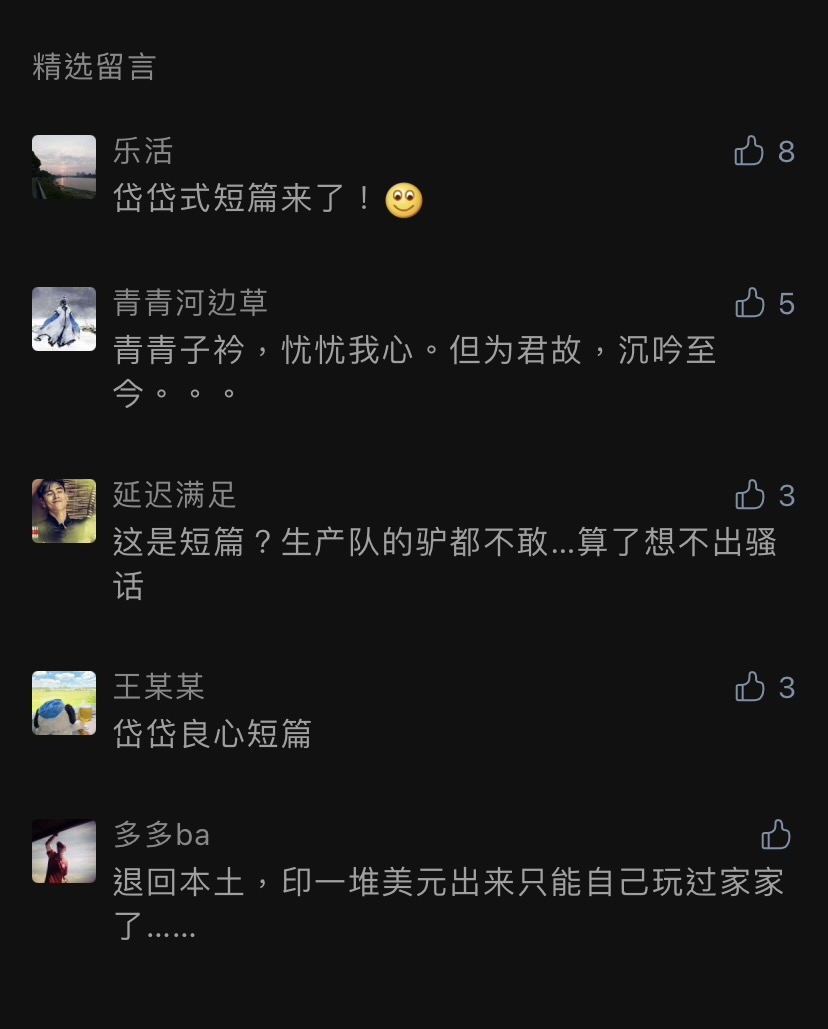 精选留言
乐活
8
岱岱式短篇来了！
青青河边草
5
青青子衿，忧忧我心。但为君故，沉吟至
今。。。
延迟满足
3
这是短篇？生产队的驴都不敢...算了想不出骚
话
王某某
3
岱岱良心短篇
多多ba
退回本土，印一堆美元出来只能自己玩过家家
了......